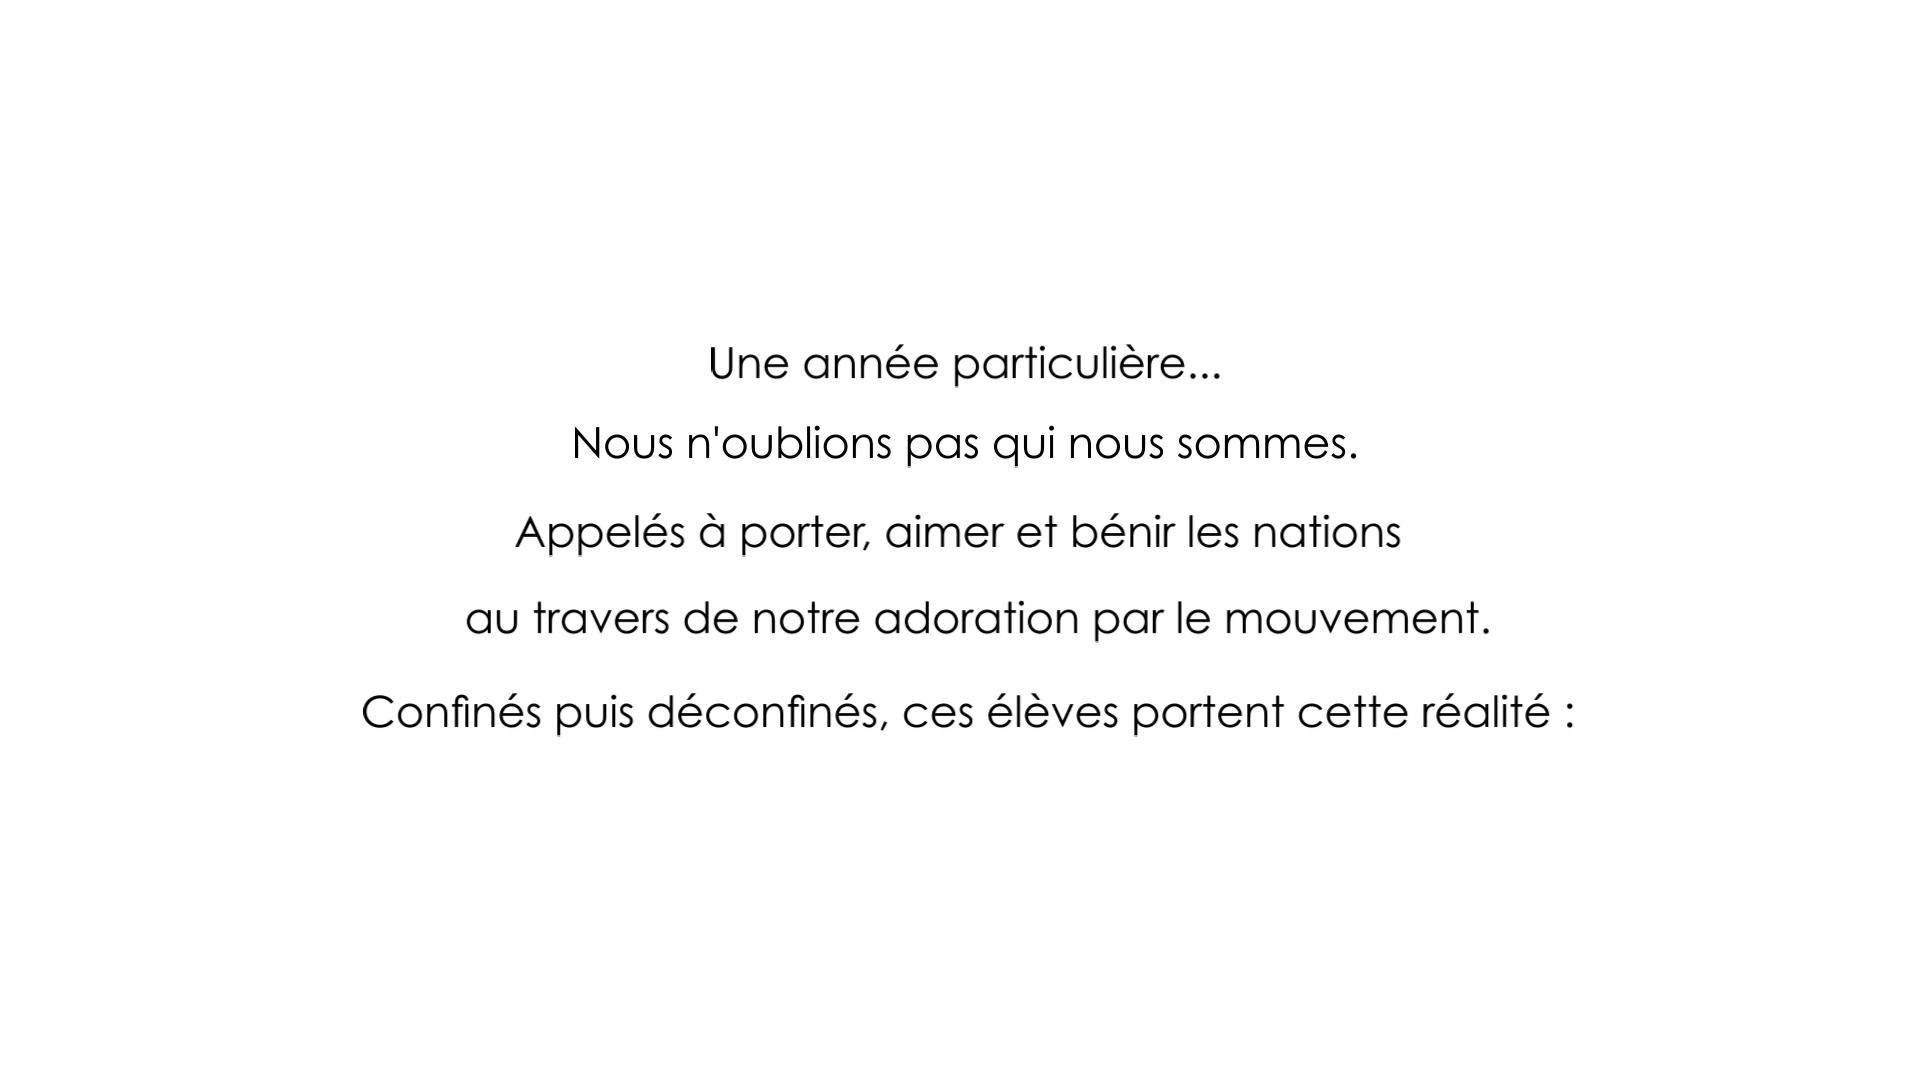 Une année particulière...
Nous n'oublions pas qui nous sommes.
Appelés à porter, aimer et bénir les nations
au travers de notre adoration par le mouvement.
Confinés puis déconfinés, ces élèves portent cette réalité :